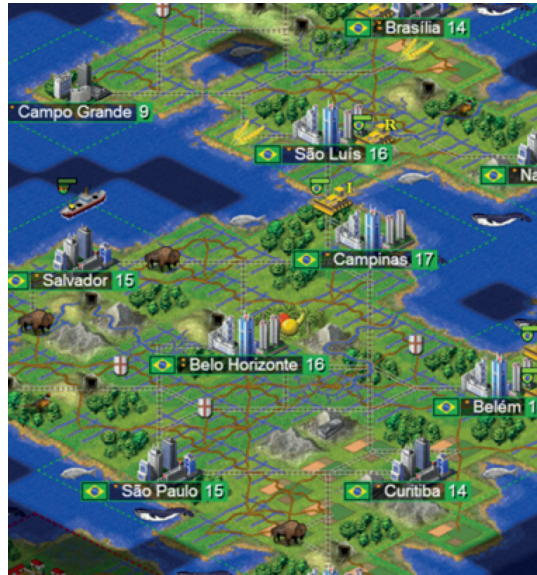 Brasília 14
Campo Grande 9
R
São Luís 16
I
Campinas 17
Salvador 15
Belo Horizonte 16
Belém
São Paulo 15
Curitiba 14